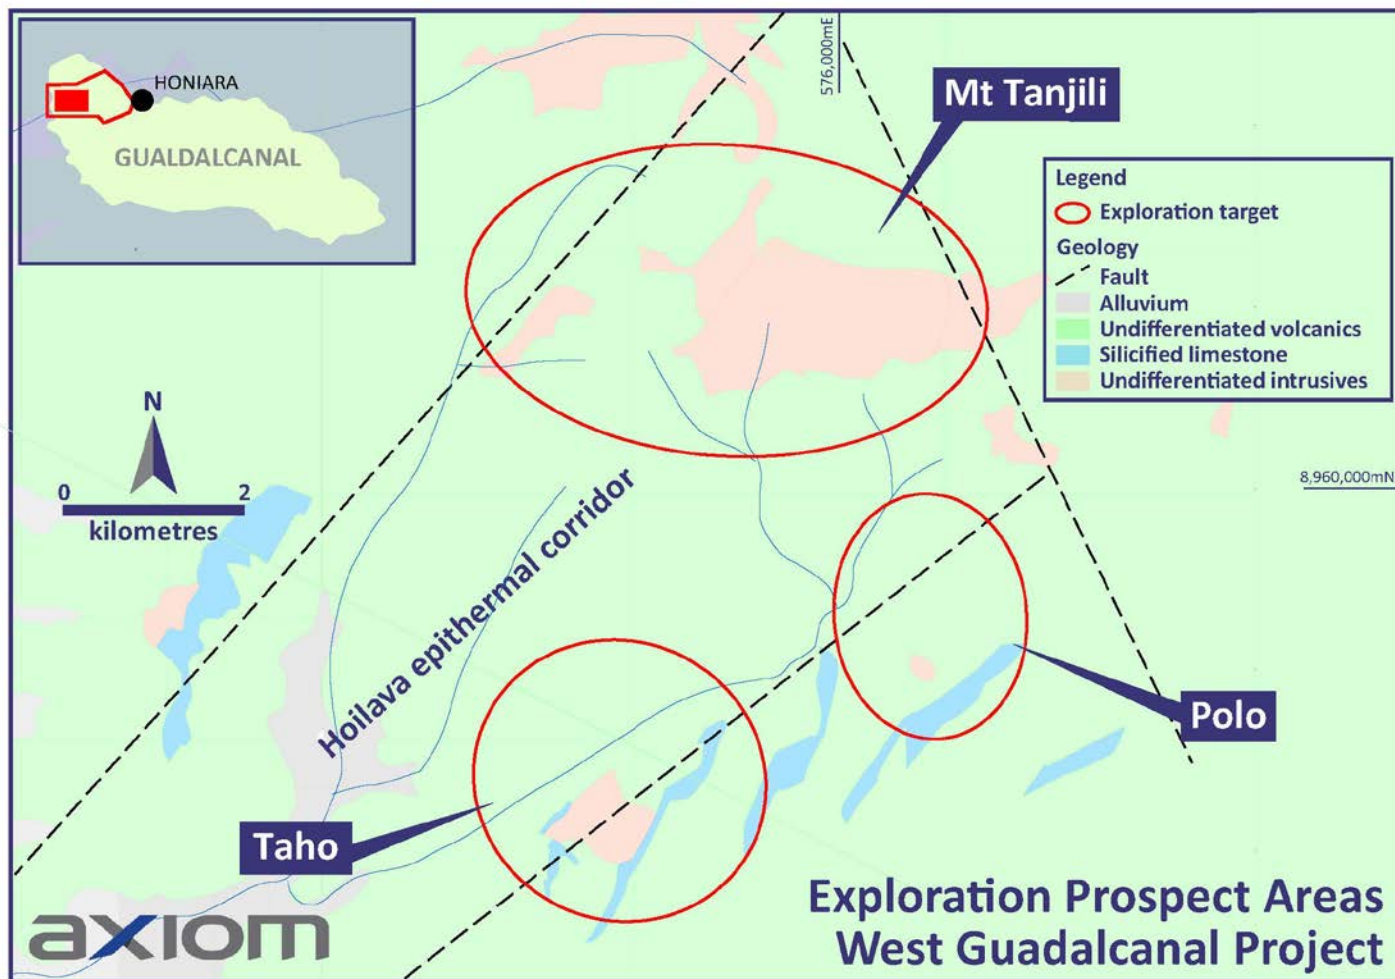 HONIARA
GUALDALCANAL
576,000mE
Mt Tanjili
Legend
Exploration target
Geology
Fault
Alluvium
Undifferentiated volcanics
Silicified limestone
Undifferentiated intrusives
N
0 2
kilometres
8,960,000mN
Hoilava epithermal corridor
Polo
Taho
axiom
Exploration Prospect Areas
West Guadalcanal Project